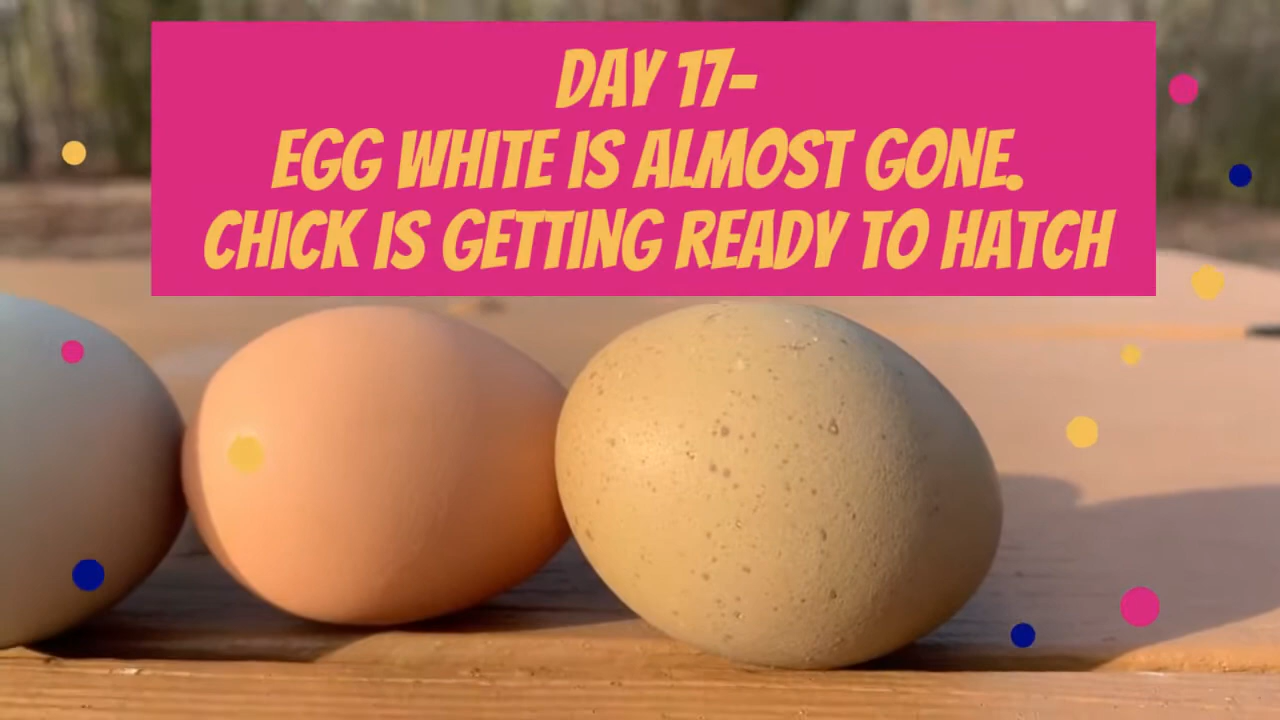 DAY 17-
EGG WHITE IS ALMOST GONE.
CHICK IS GETTING READY TO HATCH